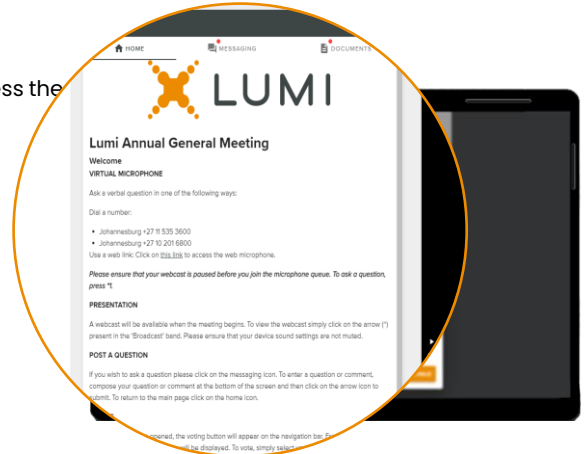 HOME MESSAGING DOCUMENTS
ess the
LUMI
Lumi Annual General Meeting
Welcome
VIRTUAL MICROPHONE
Ask a verbal question in one of the following ways:
Dial a number:
• Johannesburg +27 11 535 3600
• Johannesburg +27 10 201 6800
Use a web link: Click on this link to access the web microphone.
Please ensure that your webcast is paused before you join the microphone queue. To ask a question,
press *1.
PRESENTATION
A webcast will be available when the meeting begins. To view the webcast simply click on the arrow (^)
present in the 'Broadcast' band. Please ensure that your device sound settings are not muted.
POST A QUESTION
If you wish to ask a question please click on the messaging icon. To enter a question or comment,
compose your question or comment at the bottom of the screen and then click on the arrow icon to
submit. To return to the main page click on the home icon.
opened, the voting button will appear on the navigation bar.
will be displayed. To vote, simply select